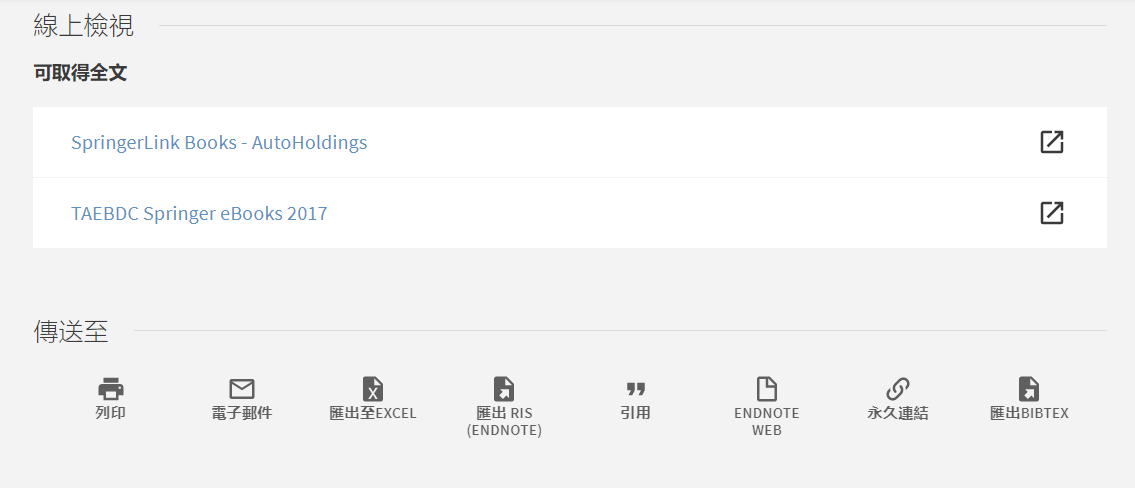 線上檢視
可取得全文
SpringerLink Books - AutoHoldings
TAEBDC Springer eBooks 2017
傳送至
列印
電子郵件
匯出至EXCEL
匯出 RIS
(ENDNOTE)
引用
ENDNOTE
WEB
永久連結
匯出BIBTEX